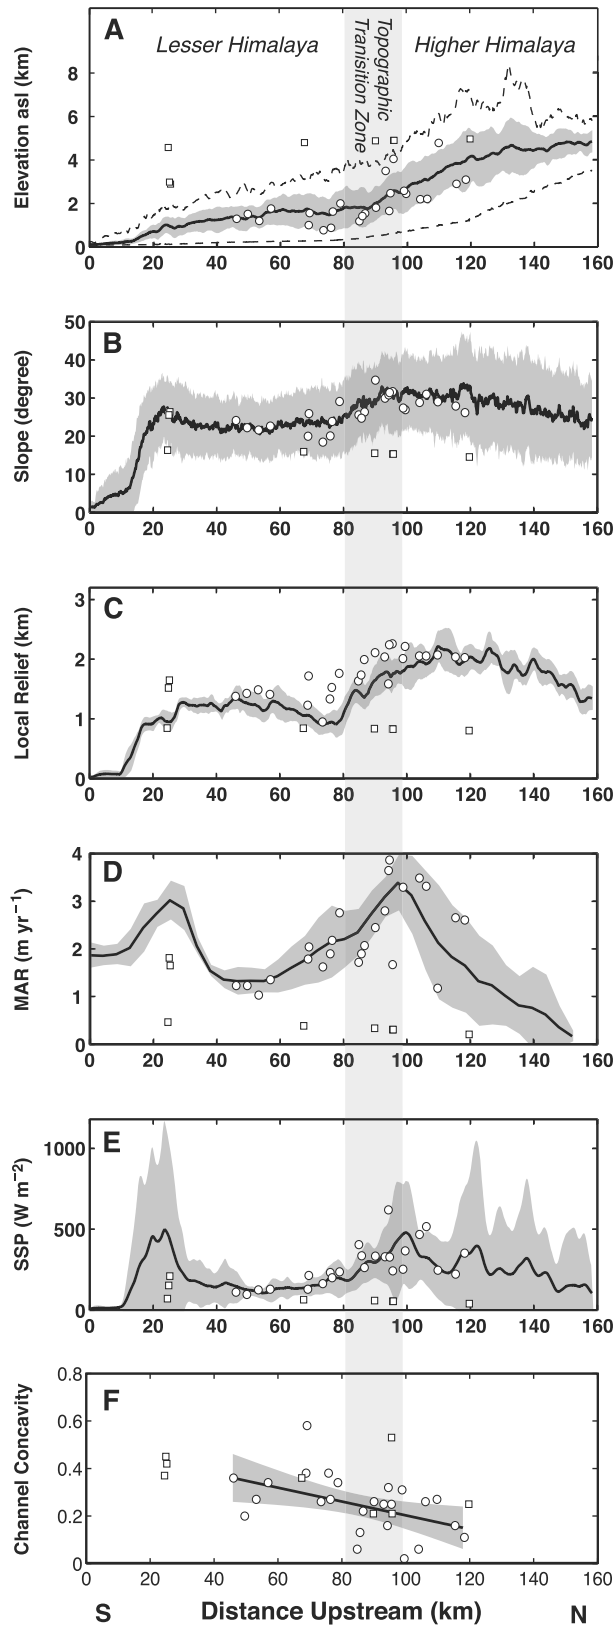 A
Lesser Himalaya
Topographic
Transition Zone
Higher Himalaya
Elevation asl (km)
8
6
4
2
0
0 20 40 60 80 100 120 140 160
B
Slope (degree)
50
40
30
20
10
0
0 20 40 60 80 100 120 140 160
C
Local Relief (km)
3
2
1
0
0 20 40 60 80 100 120 140 160
D
MAR (m yr−1)
4
3
2
1
0
0 20 40 60 80 100 120 140 160
E
SSP (W m−2)
1000
500
0
0 20 40 60 80 100 120 140 160
F
Channel Concavity
0.8
0.6
0.4
0.2
0
0 20 40 60 80 100 120 140 160
S Distance Upstream (km) N